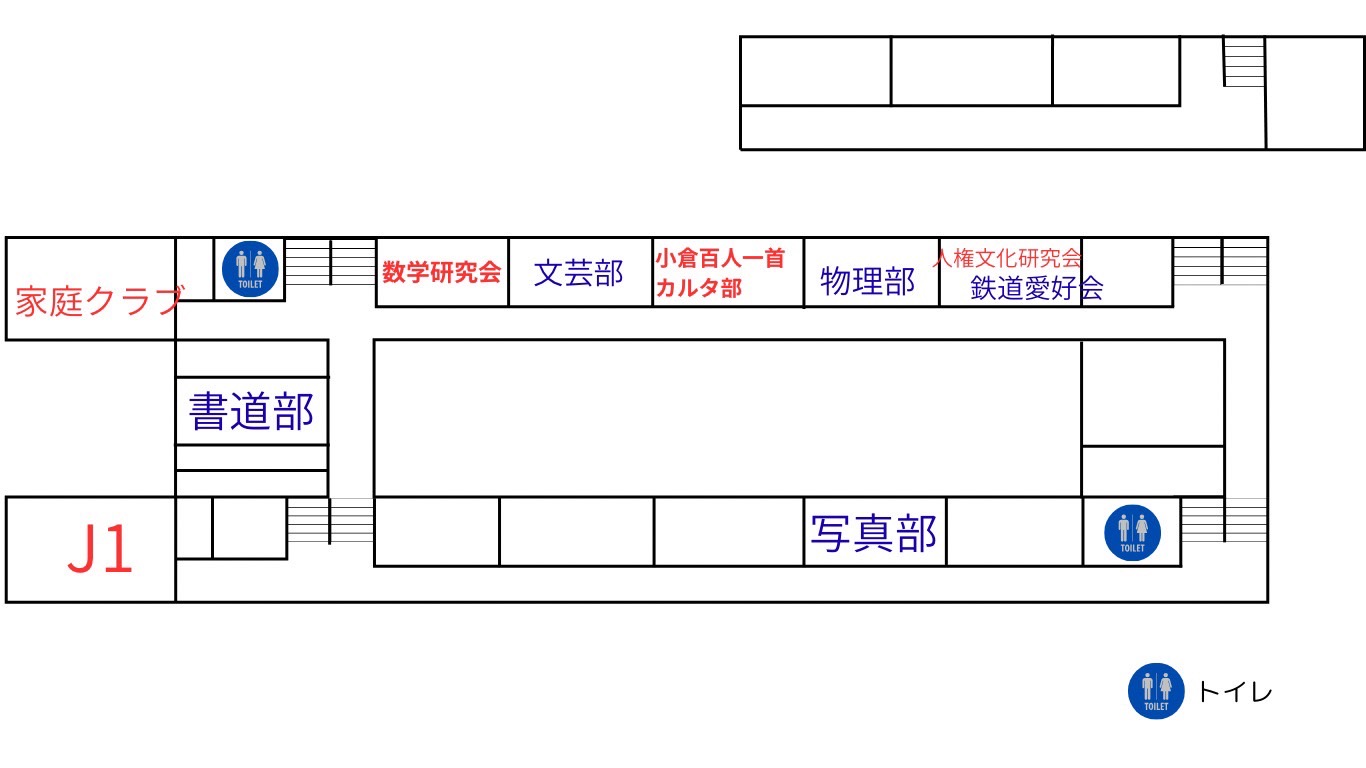 TOILET
数学研究会
文芸部
小倉百人一首
カルタ部
物理部
人権文化研究会
鉄道愛好会
家庭クラブ
書道部
J1
写真部
TOILET
TOILET
トイレ